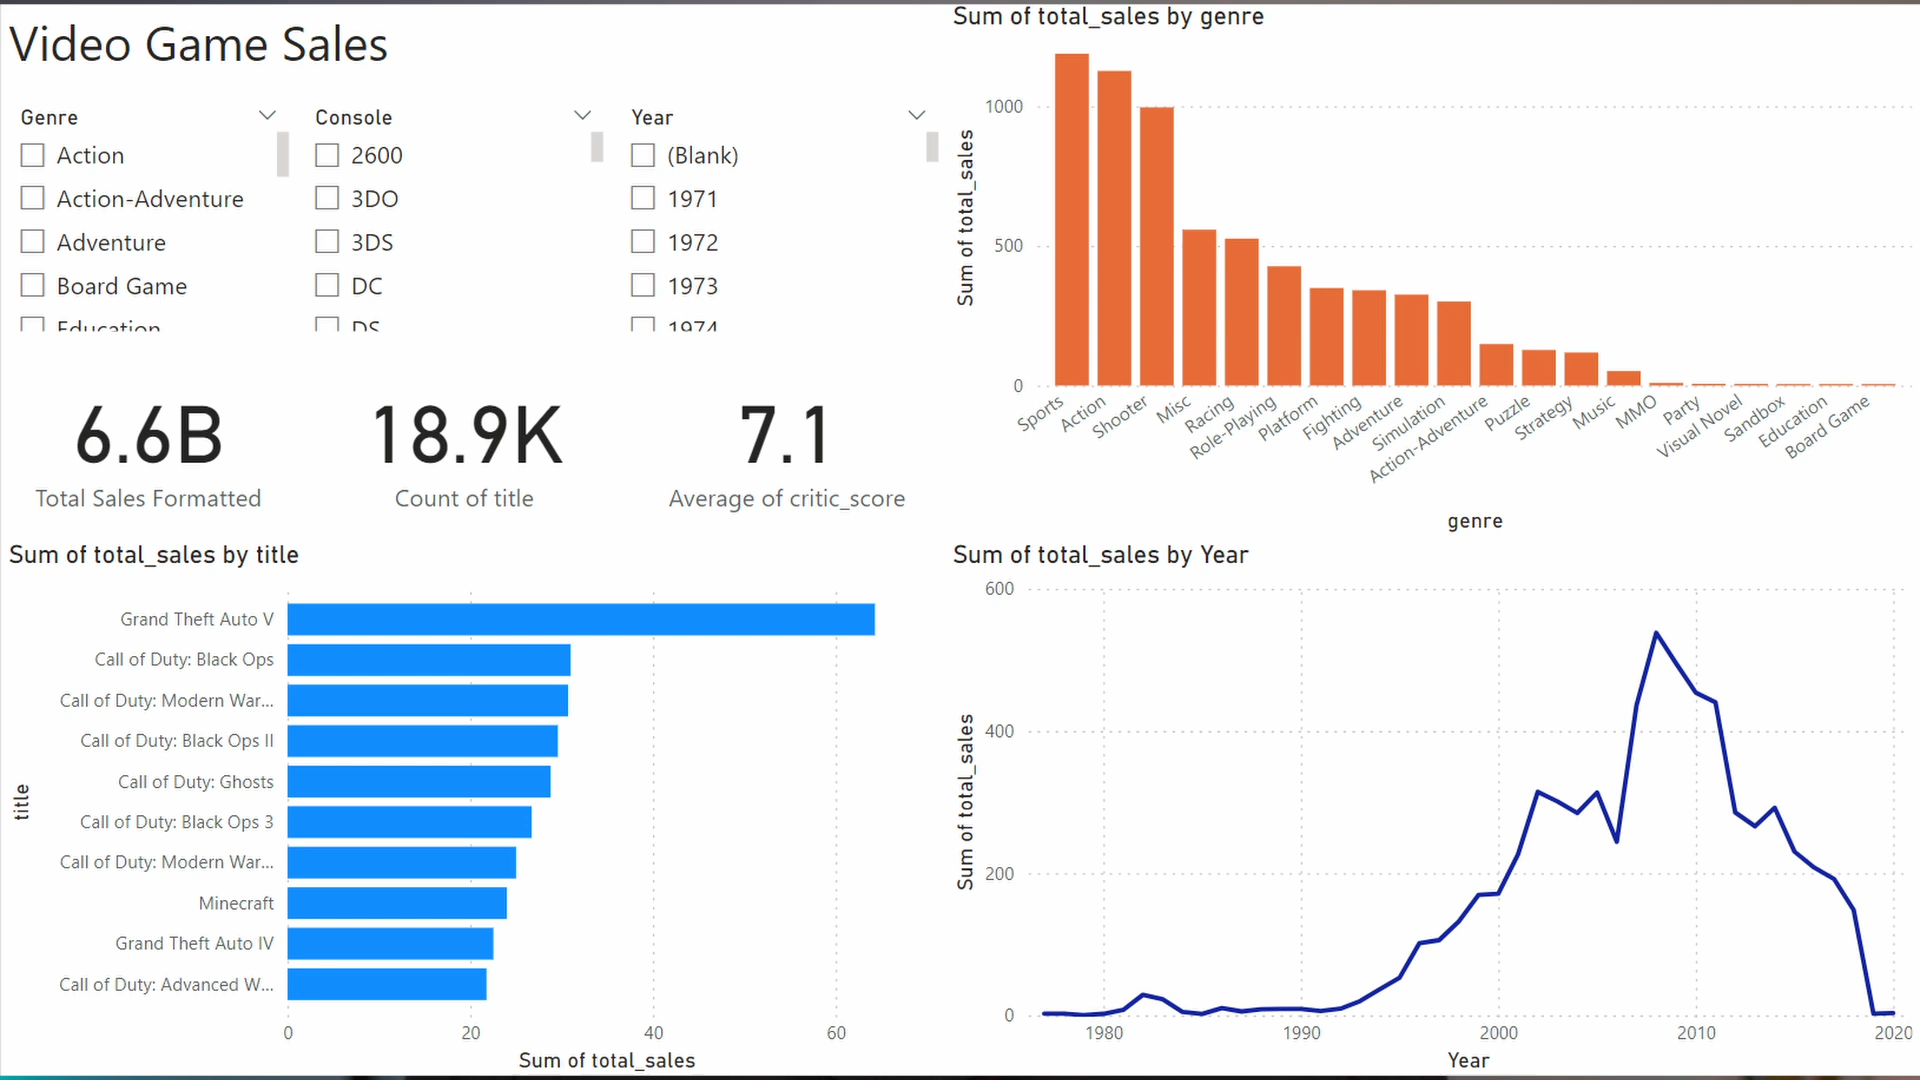 Video Game Sales
Genre
Action
Action-Adventure
Adventure
Board Game
Education
Console
2600
3DO
3DS
DC
DS
Year
(Blank)
1971
1972
1973
1974
6.6B
Total Sales Formatted
18.9K
Count of title
7.1
Average of critic_score
Sum of total_sales by genre
Sum of total_sales
1000
500
0
Sports
Action
Shooter
Misc
Racing
Role-Playing
Platform
Fighting
Adventure
Simulation
Action-Adventure
Puzzle
Strategy
Music
MMO
Party
Visual Novel
Sandbox
Education
Board Game
genre
Sum of total_sales by title
title
Grand Theft Auto V
Call of Duty: Black Ops
Call of Duty: Modern War...
Call of Duty: Black Ops II
Call of Duty: Ghosts
Call of Duty: Black Ops 3
Call of Duty: Modern War...
Minecraft
Grand Theft Auto IV
Call of Duty: Advanced W...
0
20
40
60
Sum of total_sales
Sum of total_sales by Year
Sum of total_sales
600
400
200
0
1980
1990
2000
2010
2020
Year